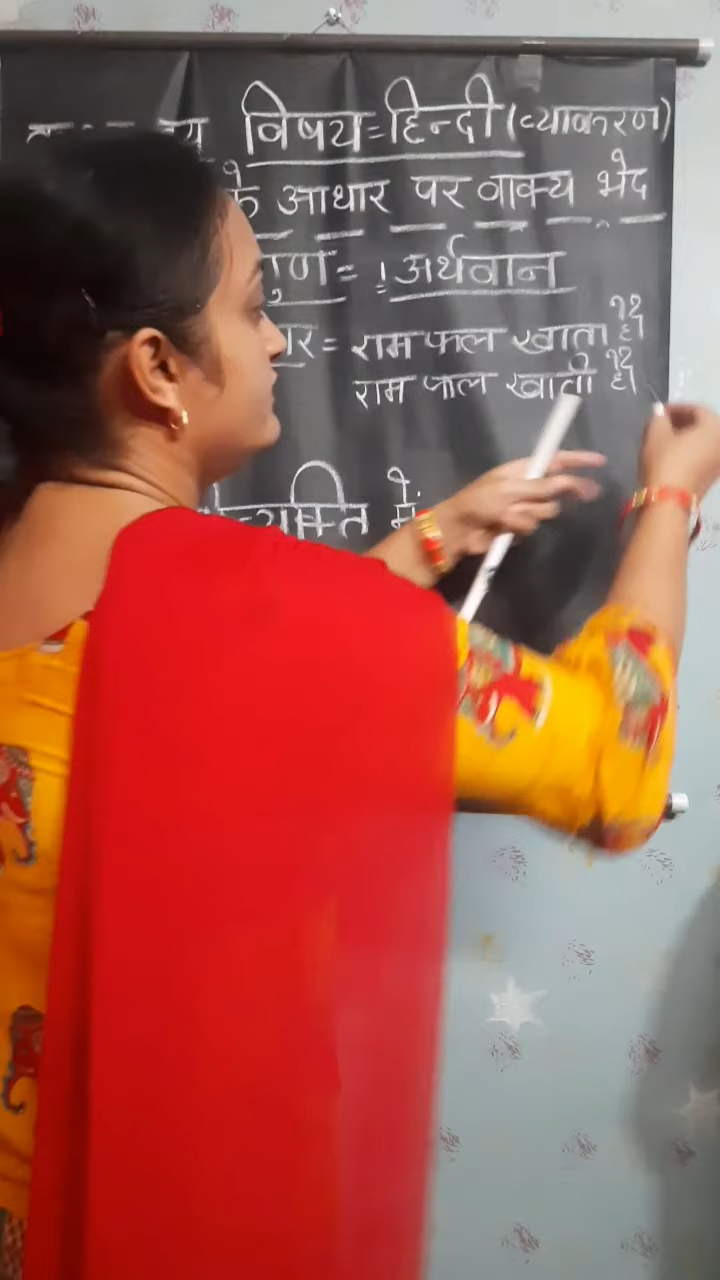 विषय=हिन्दी (व्याकरण)
के आधार पर वाक्य भेद
गुण= अर्थवान
राम फल खाता है।
राम फल खाती है।
में